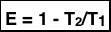 E = 1 - T₂/T₁